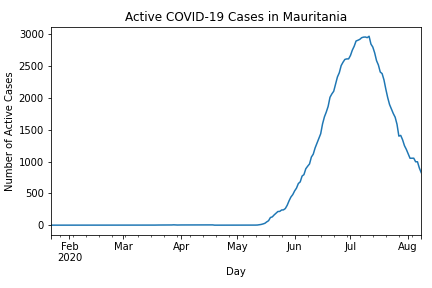 Active COVID-19 Cases in Mauritania
Number of Active Cases
3000
2500
2000
1500
1000
500
0
Feb Mar Apr May Jun Jul Aug
2020
Day